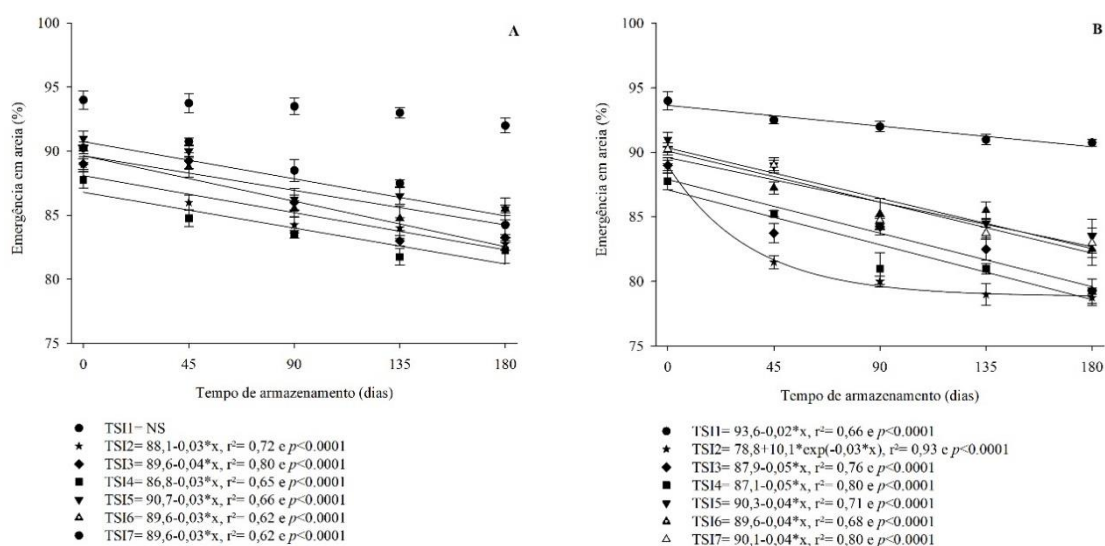 A
Emergência em areia (%)
100
95
90
85
80
75
0 45 90 135 180
Tempo de armazenamento (dias)
TSI1= NS
TSI2= 88,1-0,03*x, r²= 0,72 e p<0.0001
TSI3= 89,6-0,04*x, r²= 0,80 e p<0.0001
TSI4= 86,8-0,03*x, r²= 0,65 e p<0.0001
TSI5= 90,7-0,03*x, r²= 0,66 e p<0.0001
TSI6= 89,6-0,03*x, r²= 0,62 e p<0.0001
TSI7= 89,6-0,03*x, r²= 0,62 e p<0.0001
B
Emergência em areia (%)
100
95
90
85
80
75
0 45 90 135 180
Tempo de armazenamento (dias)
TSI1= 93,6-0,02*x, r²= 0,66 e p<0.0001
TSI2= 78,8+10,1*exp(-0,03*x), r²= 0,93 e p<0.0001
TSI3= 87,9-0,05*x, r²= 0,76 e p<0.0001
TSI4= 87,1-0,05*x, r²= 0,80 e p<0.0001
TSI5= 90,3-0,04*x, r²= 0,71 e p<0.0001
TSI6= 89,6-0,04*x, r²= 0,68 e p<0.0001
TSI7= 90,1-0,04*x, r²= 0,80 e p<0.0001